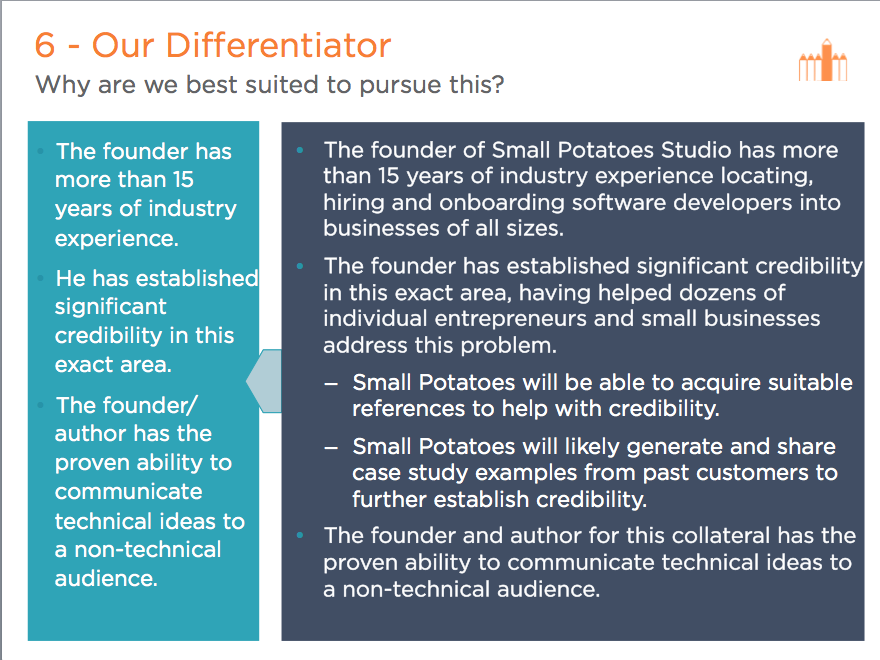 6 - Our Differentiator
Why are we best suited to pursue this?
• The founder has
more than 15
years of industry
experience.
• He has established
significant
credibility in this
exact area.
• The founder/
author has the
proven ability to
communicate
technical ideas to
a non-technical
audience.
• The founder of Small Potatoes Studio has more
than 15 years of industry experience locating,
hiring and onboarding software developers into
businesses of all sizes.
• The founder has established significant credibility
in this exact area, having helped dozens of
individual entrepreneurs and small businesses
address this problem.
– Small Potatoes will be able to acquire suitable
references to help with credibility.
– Small Potatoes will likely generate and share
case study examples from past customers to
further establish credibility.
• The founder and author for this collateral has the
proven ability to communicate technical ideas to
a non-technical audience.